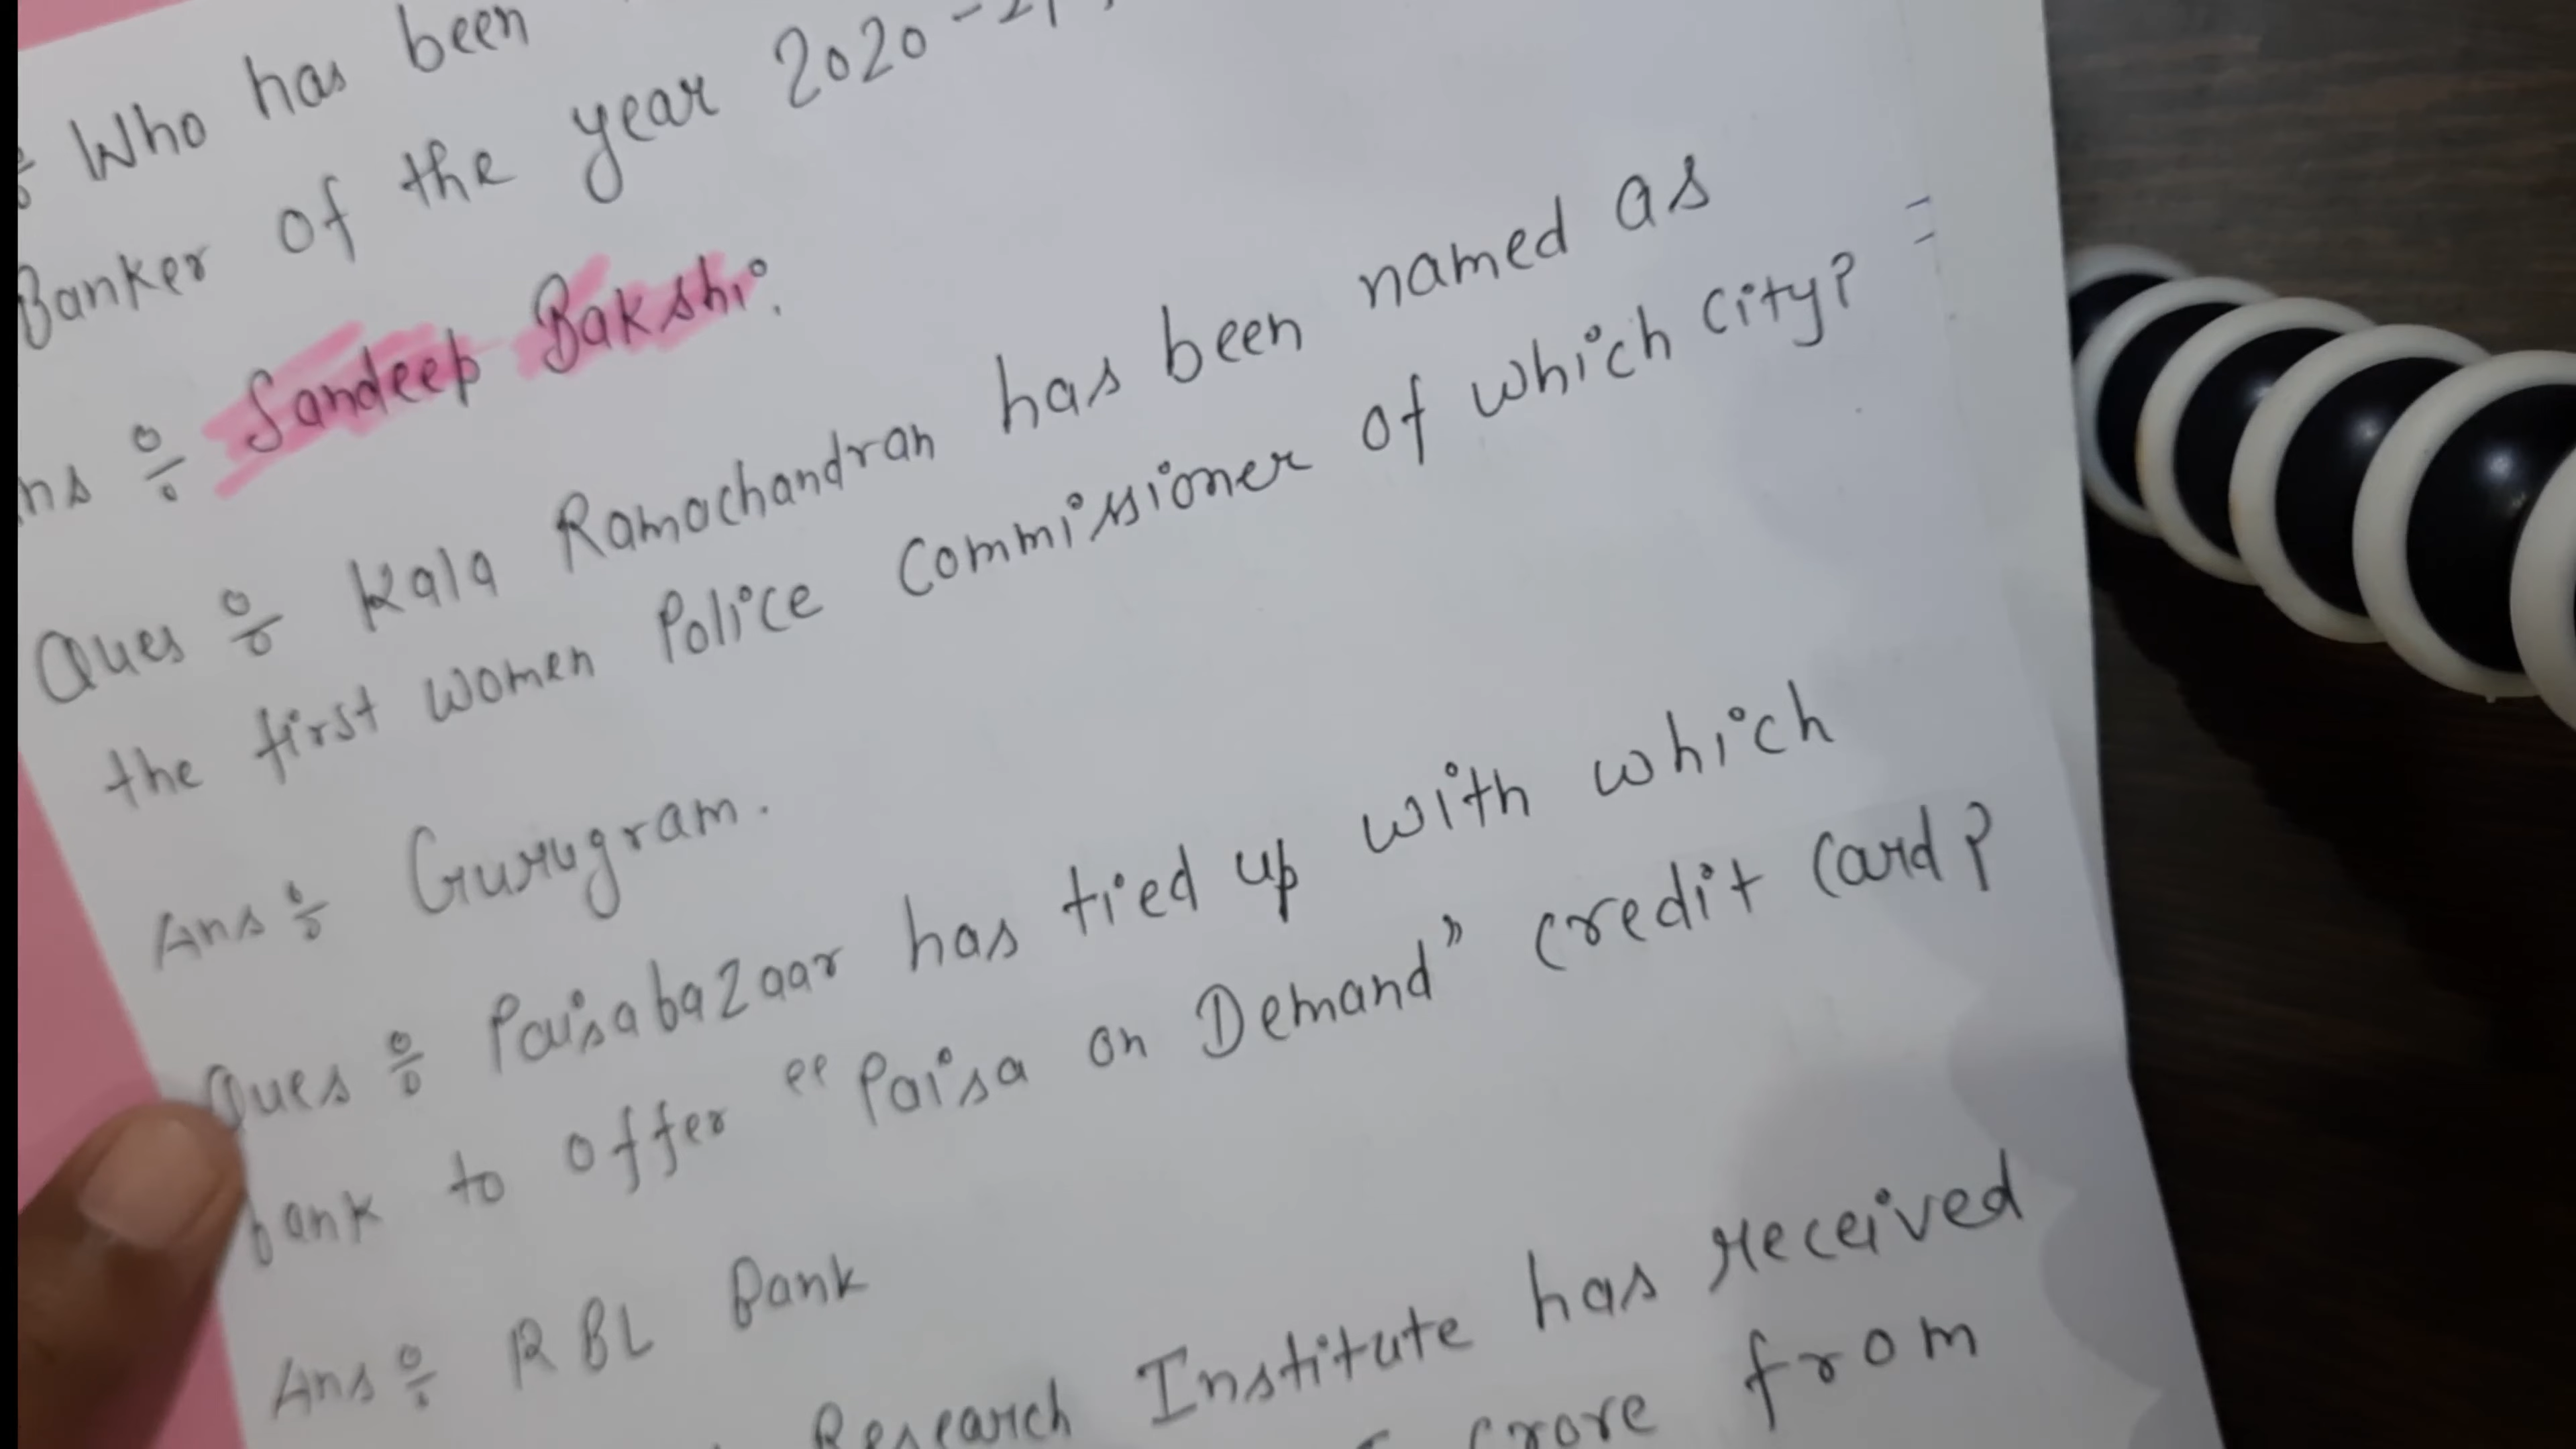 Who has been
Banker of the year 2020-21
Ans : Sandeep Bakshi.
Ques : Kala Ramachandran has been named as
the first women Police Commissioner of which city?
Ans : Gurugram.
Ques : Paisabazaar has tied up with which
bank to offer "Paisa on Demand" credit card?
Ans : RBL Bank
Research Institute has received
crore from